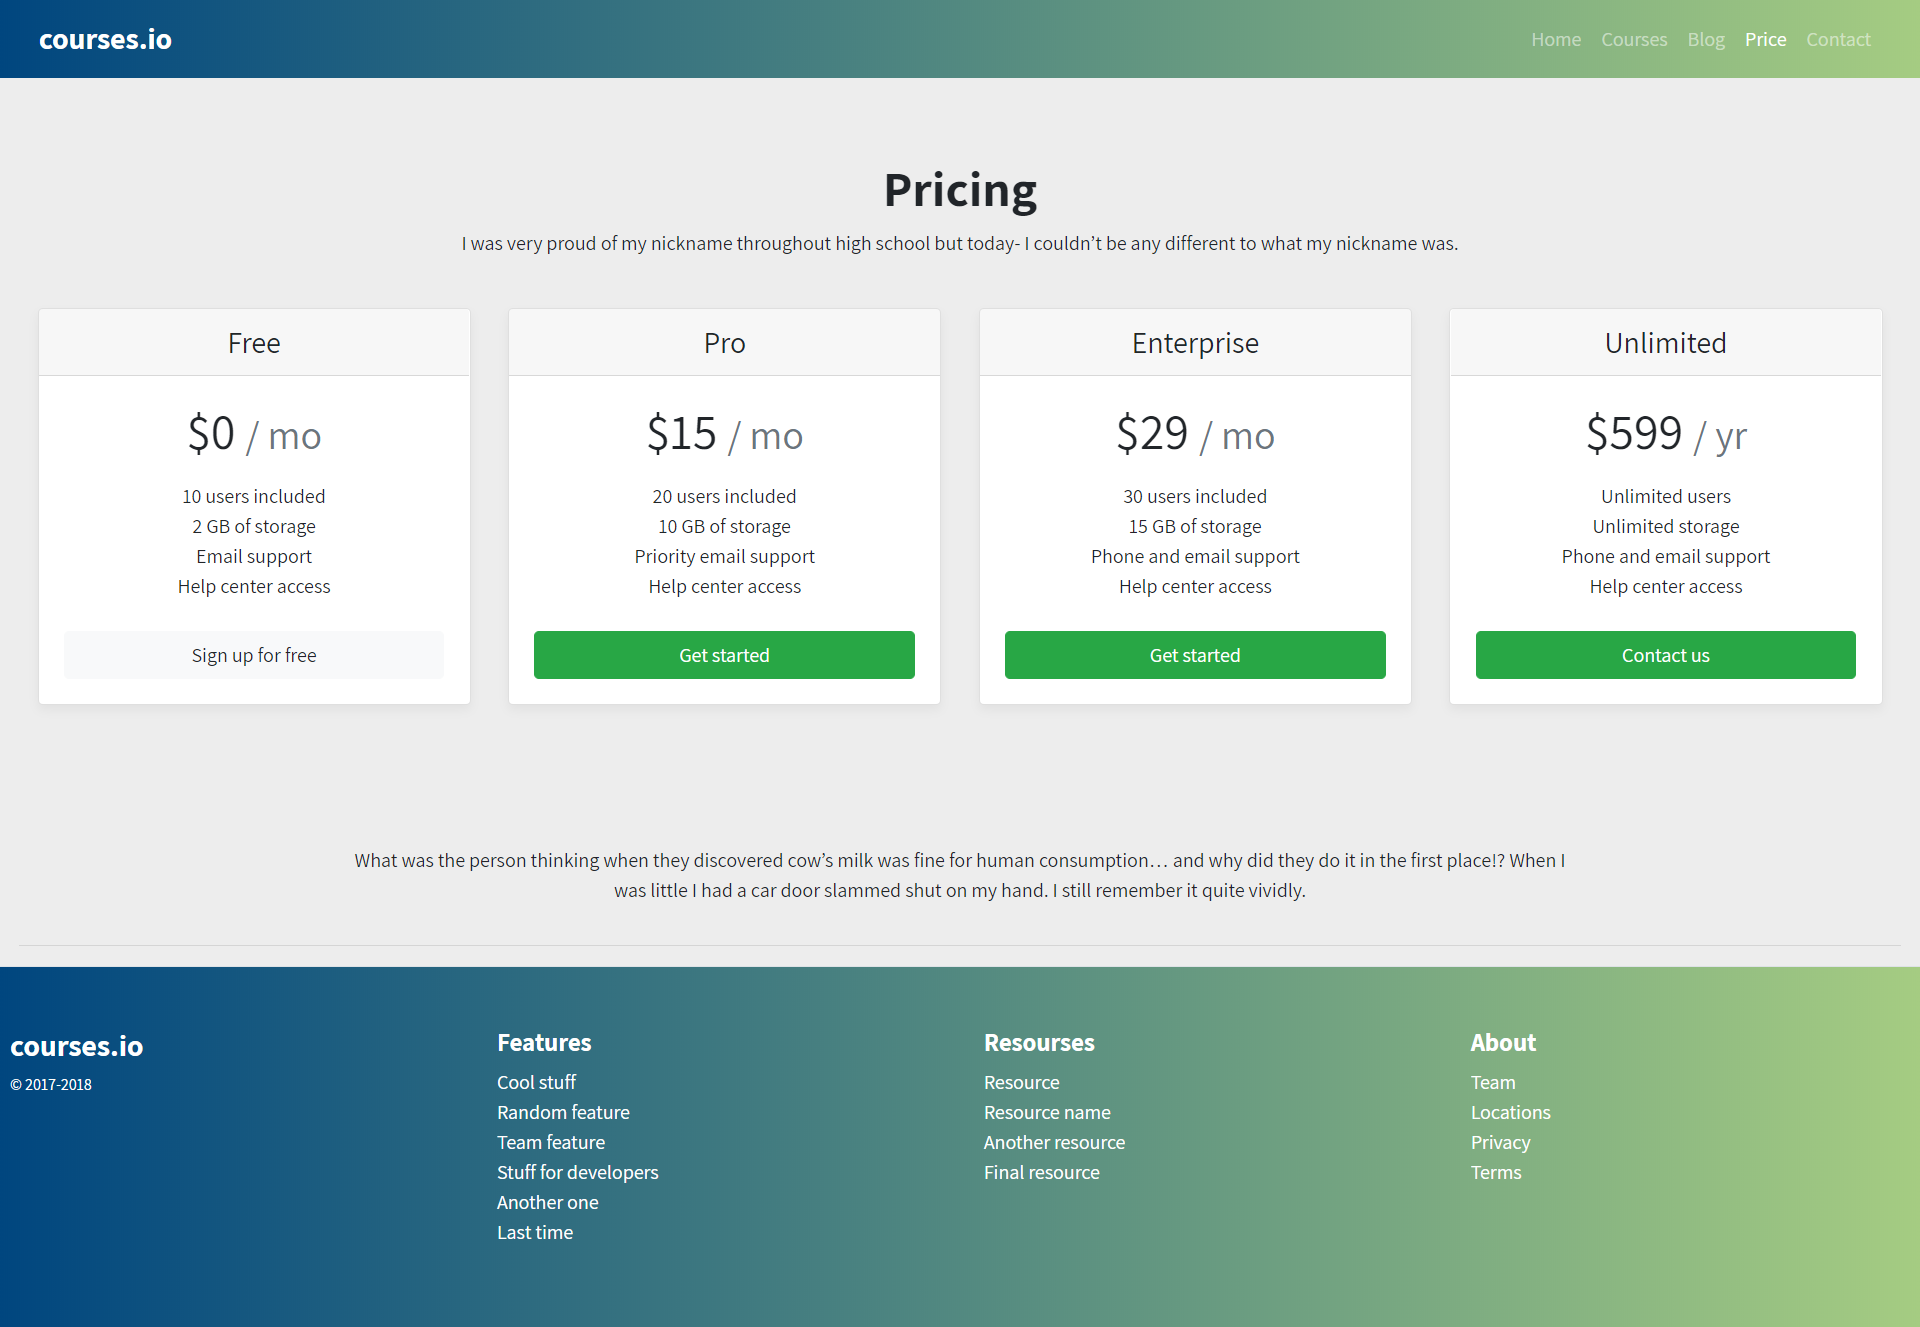 courses.io
Home Courses Blog Price Contact
Pricing
I was very proud of my nickname throughout high school but today- I couldn’t be any different to what my nickname was.
Free
$0 / mo
10 users included
2 GB of storage
Email support
Help center access
Sign up for free
Pro
$15 / mo
20 users included
10 GB of storage
Priority email support
Help center access
Get started
Enterprise
$29 / mo
30 users included
15 GB of storage
Phone and email support
Help center access
Get started
Unlimited
$599 / yr
Unlimited users
Unlimited storage
Phone and email support
Help center access
Contact us
What was the person thinking when they discovered cow’s milk was fine for human consumption… and why did they do it in the first place!? When I
was little I had a car door slammed shut on my hand. I still remember it quite vividly.
courses.io
© 2017-2018
Features
Cool stuff
Random feature
Team feature
Stuff for developers
Another one
Last time
Resourses
Resource
Resource name
Another resource
Final resource
About
Team
Locations
Privacy
Terms